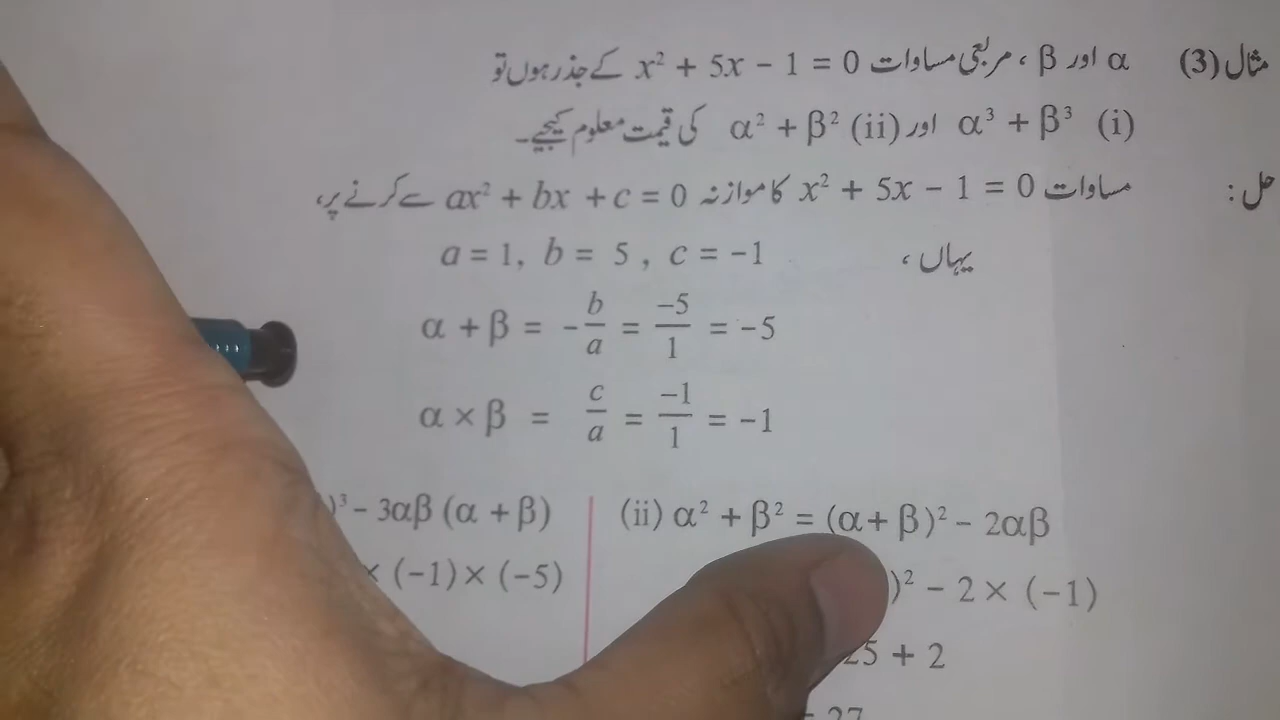 مثال (3) α اور β ، مربعی مساوات x² + 5x − 1 = 0 کے جذر ہوں تو
(i) α³ + β³ اور (ii) α² + β² کی قیمت معلوم کیجیے۔
حل : مساوات x² + 5x − 1 = 0 کا موازنہ ax² + bx + c = 0 سے کرنے پر،
یہاں ، a = 1, b = 5 , c = −1
α + β = -b/a = −5/1 = −5
α × β = c/a = −1/1 = −1
)³ − 3αβ (α + β)
× (−1) × (−5)
(ii) α² + β² = (α + β)² − 2αβ
)² − 2 × (−1)
25 + 2
= 27